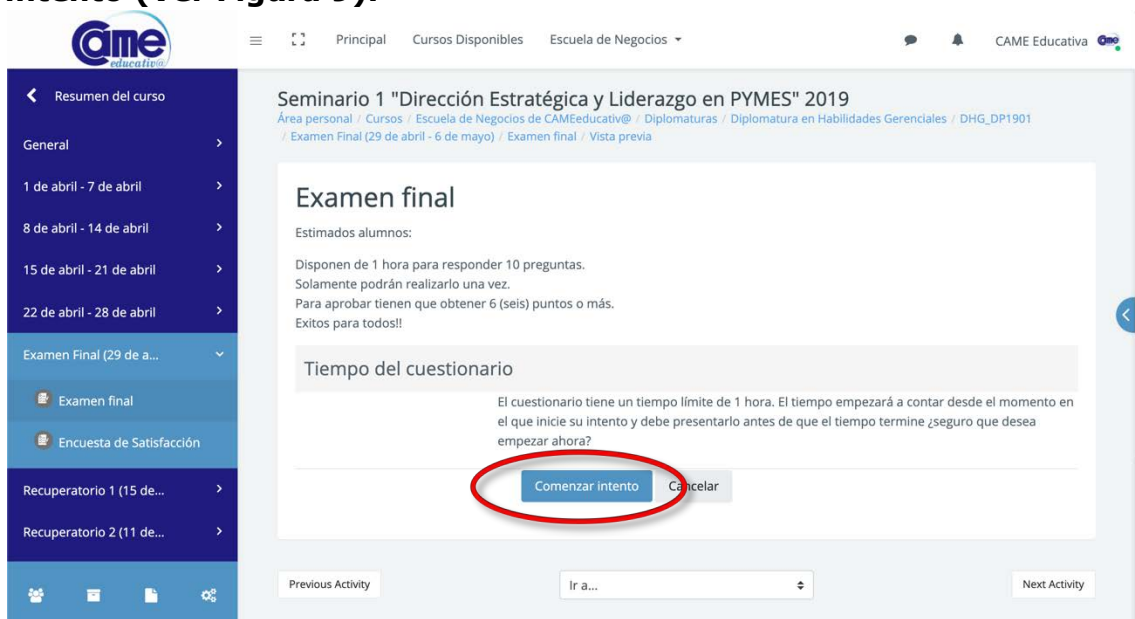 intento (Ver Figura 9).
Came
educativ@
Principal Cursos Disponibles Escuela de Negocios
CAME Educativa
Resumen del curso
General
1 de abril - 7 de abril
8 de abril - 14 de abril
15 de abril - 21 de abril
22 de abril - 28 de abril
Examen Final (29 de a...
Examen final
Encuesta de Satisfacción
Recuperatorio 1 (15 de...
Recuperatorio 2 (11 de...
Seminario 1 "Dirección Estratégica y Liderazgo en PYMES" 2019
Área personal / Cursos / Escuela de Negocios de CAMEeducativ@ / Diplomaturas / Diplomatura en Habilidades Gerenciales / DHG_DP1901
/ Examen Final (29 de abril - 6 de mayo) / Examen final / Vista previa
Examen final
Estimados alumnos:
Disponen de 1 hora para responder 10 preguntas.
Solamente podrán realizarlo una vez.
Para aprobar tienen que obtener 6 (seis) puntos o más.
Exitos para todos!!
Tiempo del cuestionario
El cuestionario tiene un tiempo límite de 1 hora. El tiempo empezará a contar desde el momento en
el que inicie su intento y debe presentarlo antes de que el tiempo termine ¿seguro que desea
empezar ahora?
Comenzar intento Cancelar
Previous Activity Ir a... Next Activity